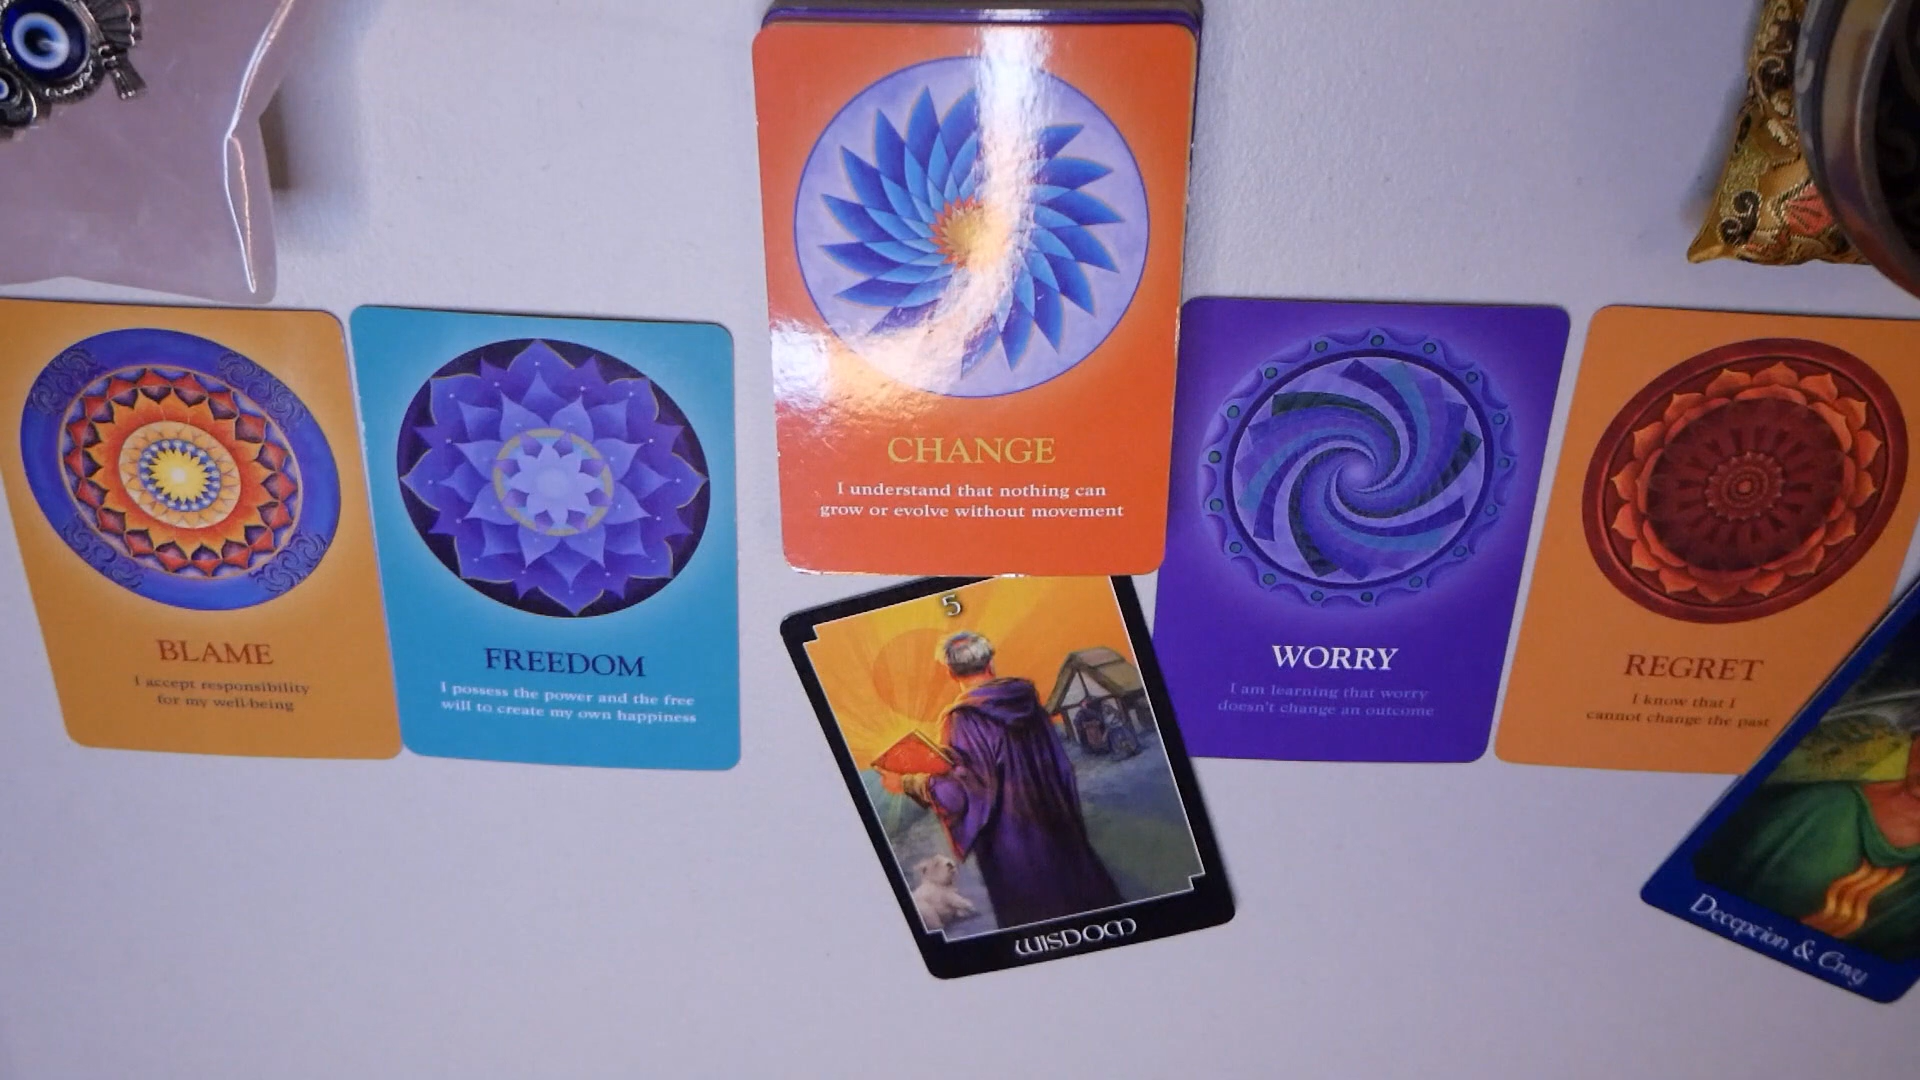 CHANGE
I understand that nothing can
grow or evolve without movement
BLAME
I accept responsibility
for my well-being
FREEDOM
I possess the power and the free
will to create my own happiness
WORRY
I am learning that worry
doesn't change an outcome
REGRET
I know that I
cannot change the past
5
WISDOM
Deception & Envy